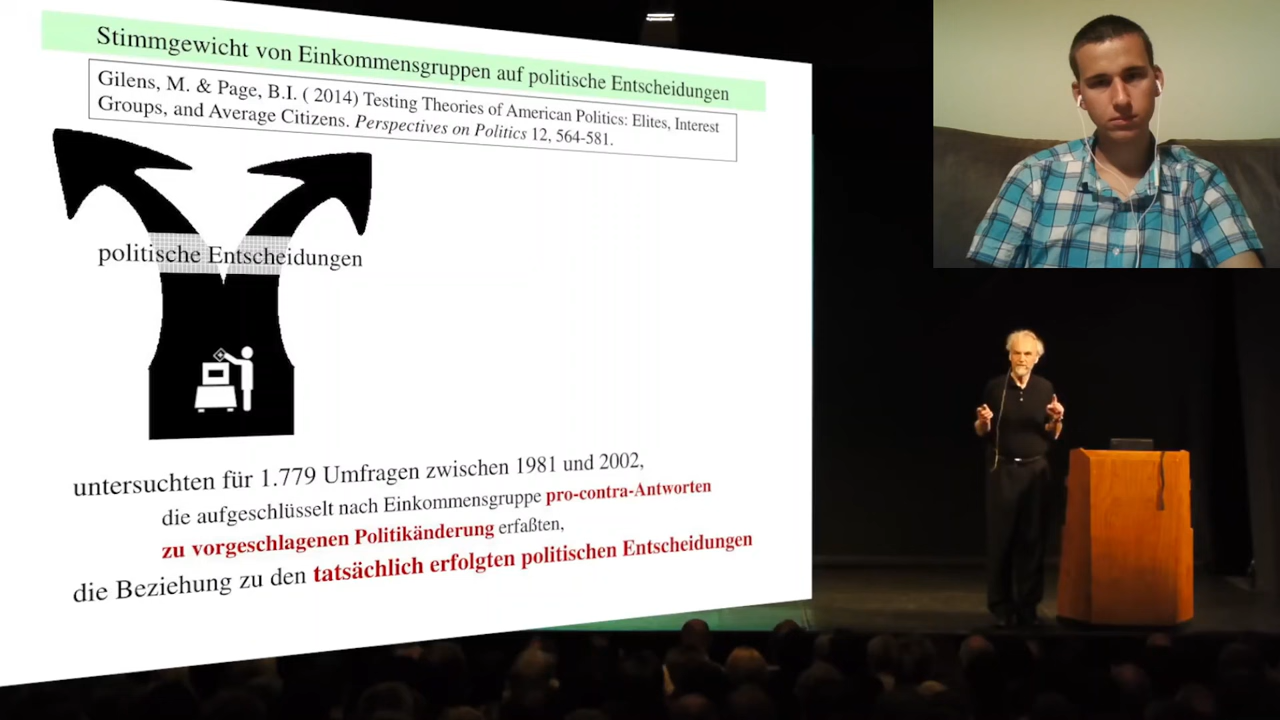 Stimmgewicht von Einkommensgruppen auf politische Entscheidungen
Gilens, M. & Page, B.I. ( 2014) Testing Theories of American Politics: Elites, Interest
Groups, and Average Citizens. Perspectives on Politics 12, 564-581.
politische Entscheidungen
untersuchten für 1.779 Umfragen zwischen 1981 und 2002,
die aufgeschlüsselt nach Einkommensgruppe pro-contra-Antworten
zu vorgeschlagenen Politikänderung erfaßten,
die Beziehung zu den tatsächlich erfolgten politischen Entscheidungen